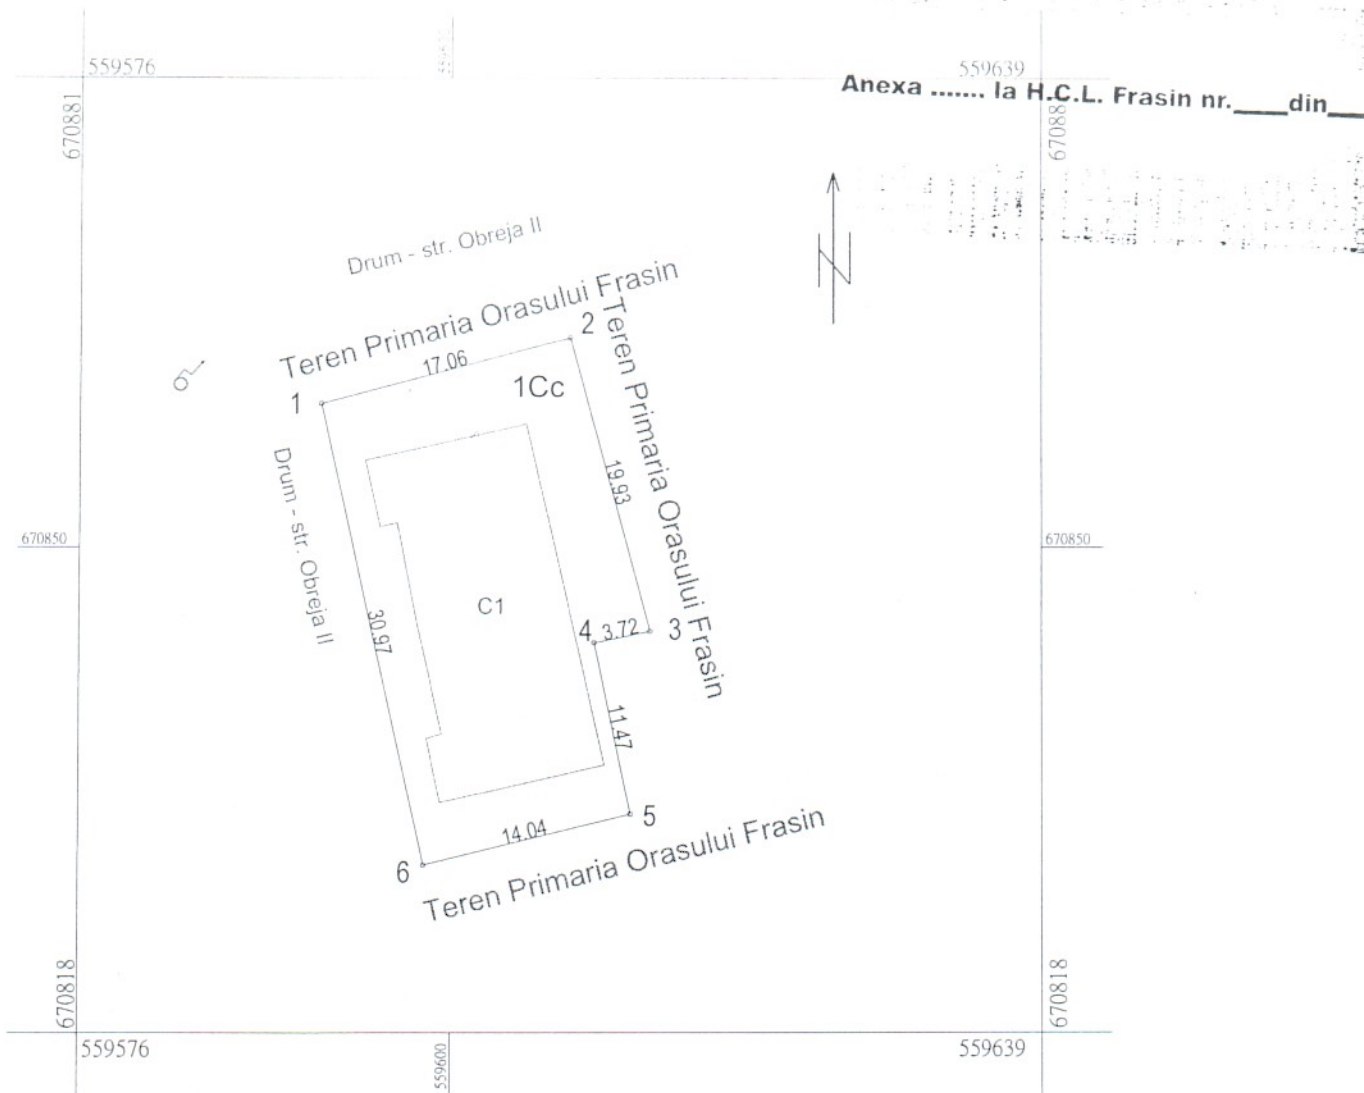 559576
559600
559639
670881
Anexa ....... la H.C.L. Frasin nr.____din___
N
Drum - str. Obreja II
Teren Primaria Orasului Frasin
17.06
2
1
1Cc
Teren Primaria Orasului Frasin
19.93
Drum - str. Obreja II
670850
670850
30.97
C1
4
3.72
3
11.47
14.04
5
6
Teren Primaria Orasului Frasin
670818
670818
559576
559600
559639